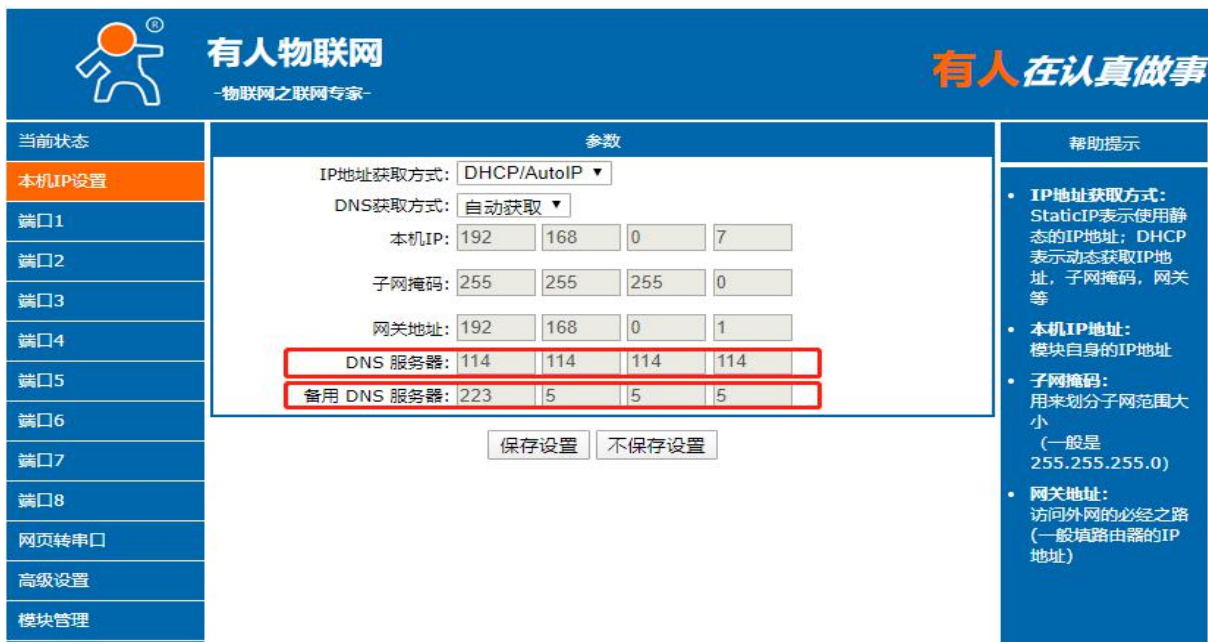 ®
有人物联网
-物联网之联网专家-
有人在认真做事
当前状态
本机IP设置
端口1
端口2
端口3
端口4
端口5
端口6
端口7
端口8
网页转串口
高级设置
模块管理
参数
IP地址获取方式: DHCP/AutoIP ▼
DNS获取方式: 自动获取 ▼
本机IP: 192 168 0 7
子网掩码: 255 255 255 0
网关地址: 192 168 0 1
DNS 服务器: 114 114 114 114
备用 DNS 服务器: 223 5 5 5
保存设置 不保存设置
帮助提示
• IP地址获取方式:
StaticIP表示使用静
态的IP地址; DHCP
表示动态获取IP地
址, 子网掩码, 网关
等
• 本机IP地址:
模块自身的IP地址
• 子网掩码:
用来划分子网范围大
小
(一般是
255.255.255.0)
• 网关地址:
访问外网的必经之路
(一般填路由器的IP
地址)